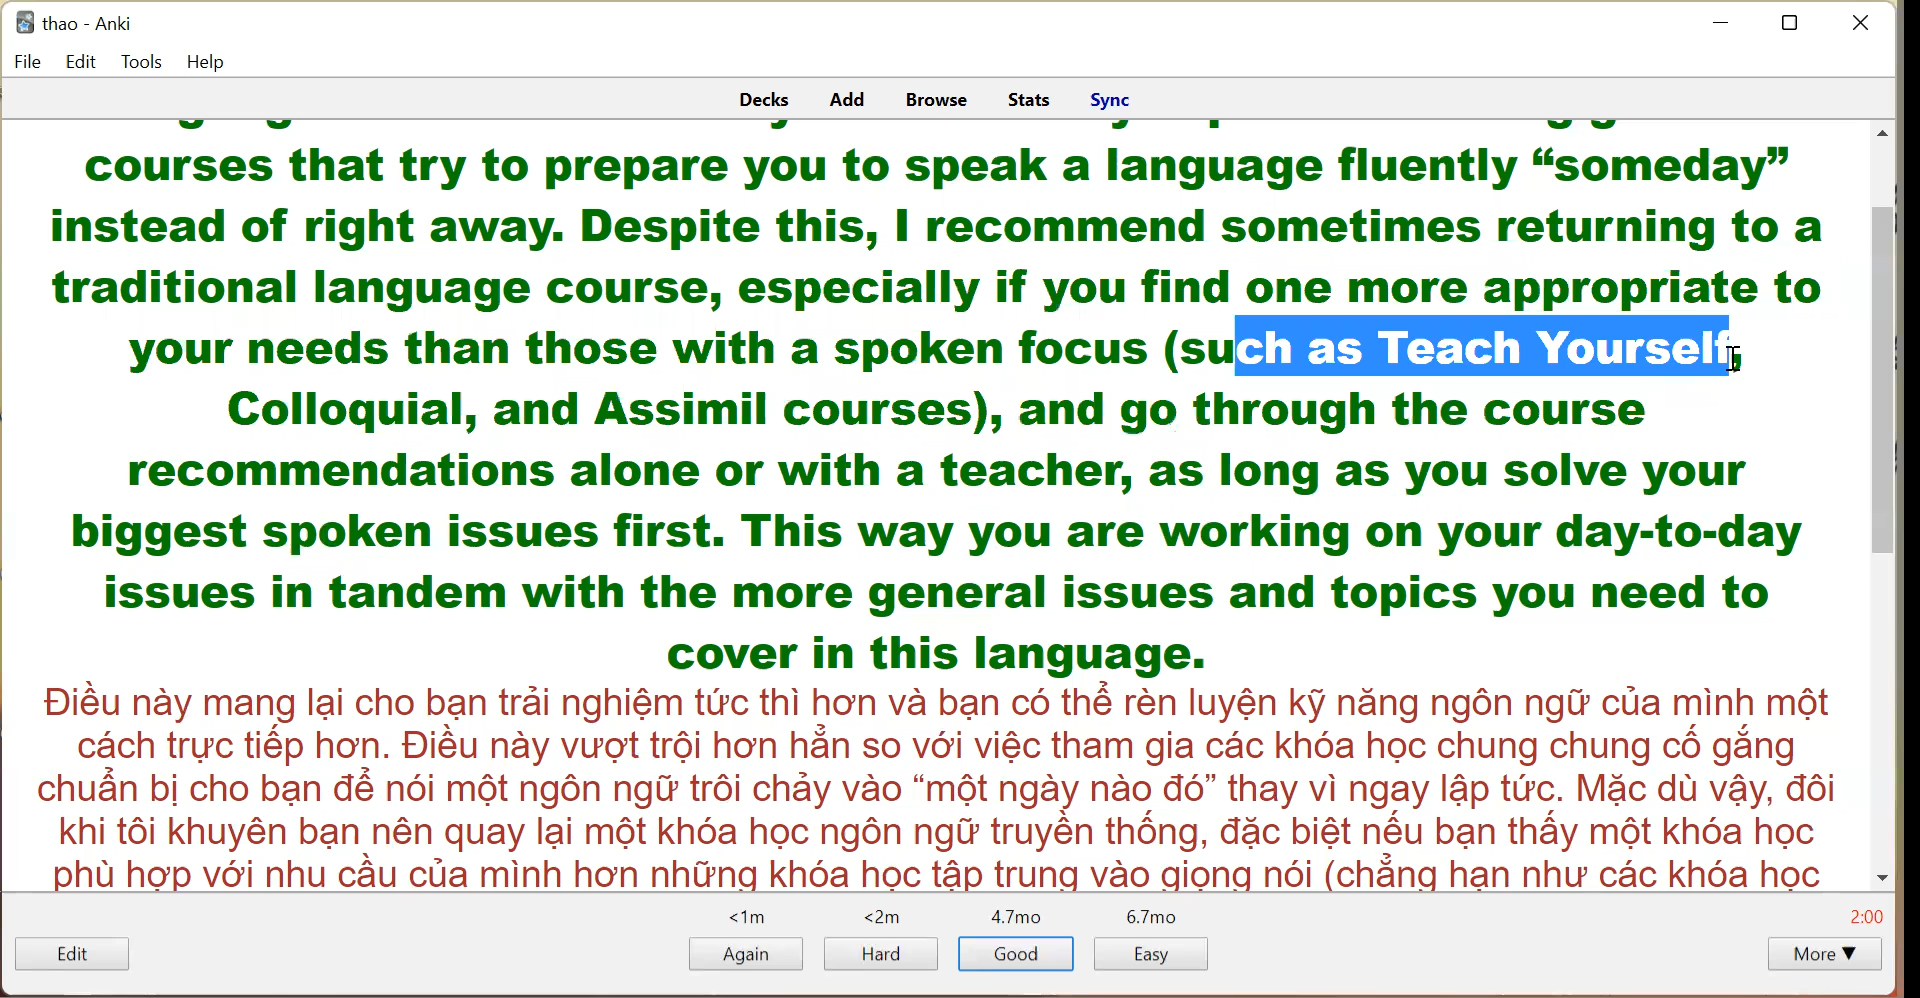 thao - Anki
File Edit Tools Help
Decks Add Browse Stats Sync
courses that try to prepare you to speak a language fluently “someday”
instead of right away. Despite this, I recommend sometimes returning to a
traditional language course, especially if you find one more appropriate to
your needs than those with a spoken focus (such as Teach Yourself,
Colloquial, and Assimil courses), and go through the course
recommendations alone or with a teacher, as long as you solve your
biggest spoken issues first. This way you are working on your day-to-day
issues in tandem with the more general issues and topics you need to
cover in this language.
Điều này mang lại cho bạn trải nghiệm tức thì hơn và bạn có thể rèn luyện kỹ năng ngôn ngữ của mình một
cách trực tiếp hơn. Điều này vượt trội hơn hẳn so với việc tham gia các khóa học chung chung cố gắng
chuẩn bị cho bạn để nói một ngôn ngữ trôi chảy vào “một ngày nào đó” thay vì ngay lập tức. Mặc dù vậy, đôi
khi tôi khuyên bạn nên quay lại một khóa học ngôn ngữ truyền thống, đặc biệt nếu bạn thấy một khóa học
phù hợp với nhu cầu của mình hơn những khóa học tập trung vào giọng nói (chẳng hạn như các khóa học
<1m <2m 4.7mo 6.7mo 2:00
Edit Again Hard Good Easy More ▼